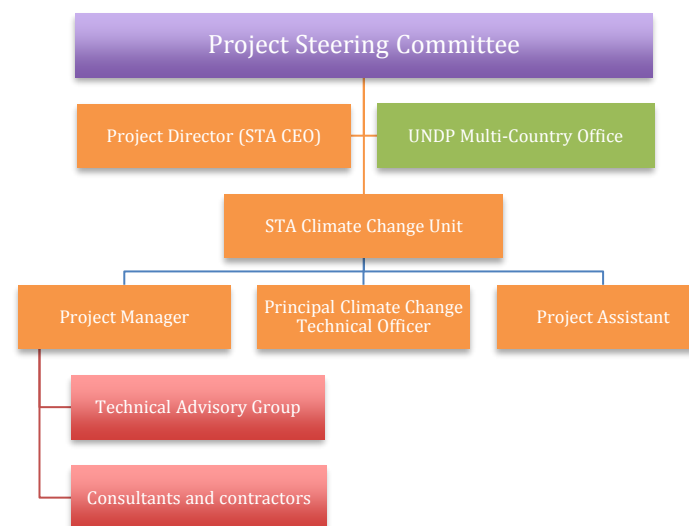 Project Steering Committee
Project Director (STA CEO)
UNDP Multi-Country Office
STA Climate Change Unit
Project Manager
Principal Climate Change
Technical Officer
Project Assistant
Technical Advisory Group
Consultants and contractors